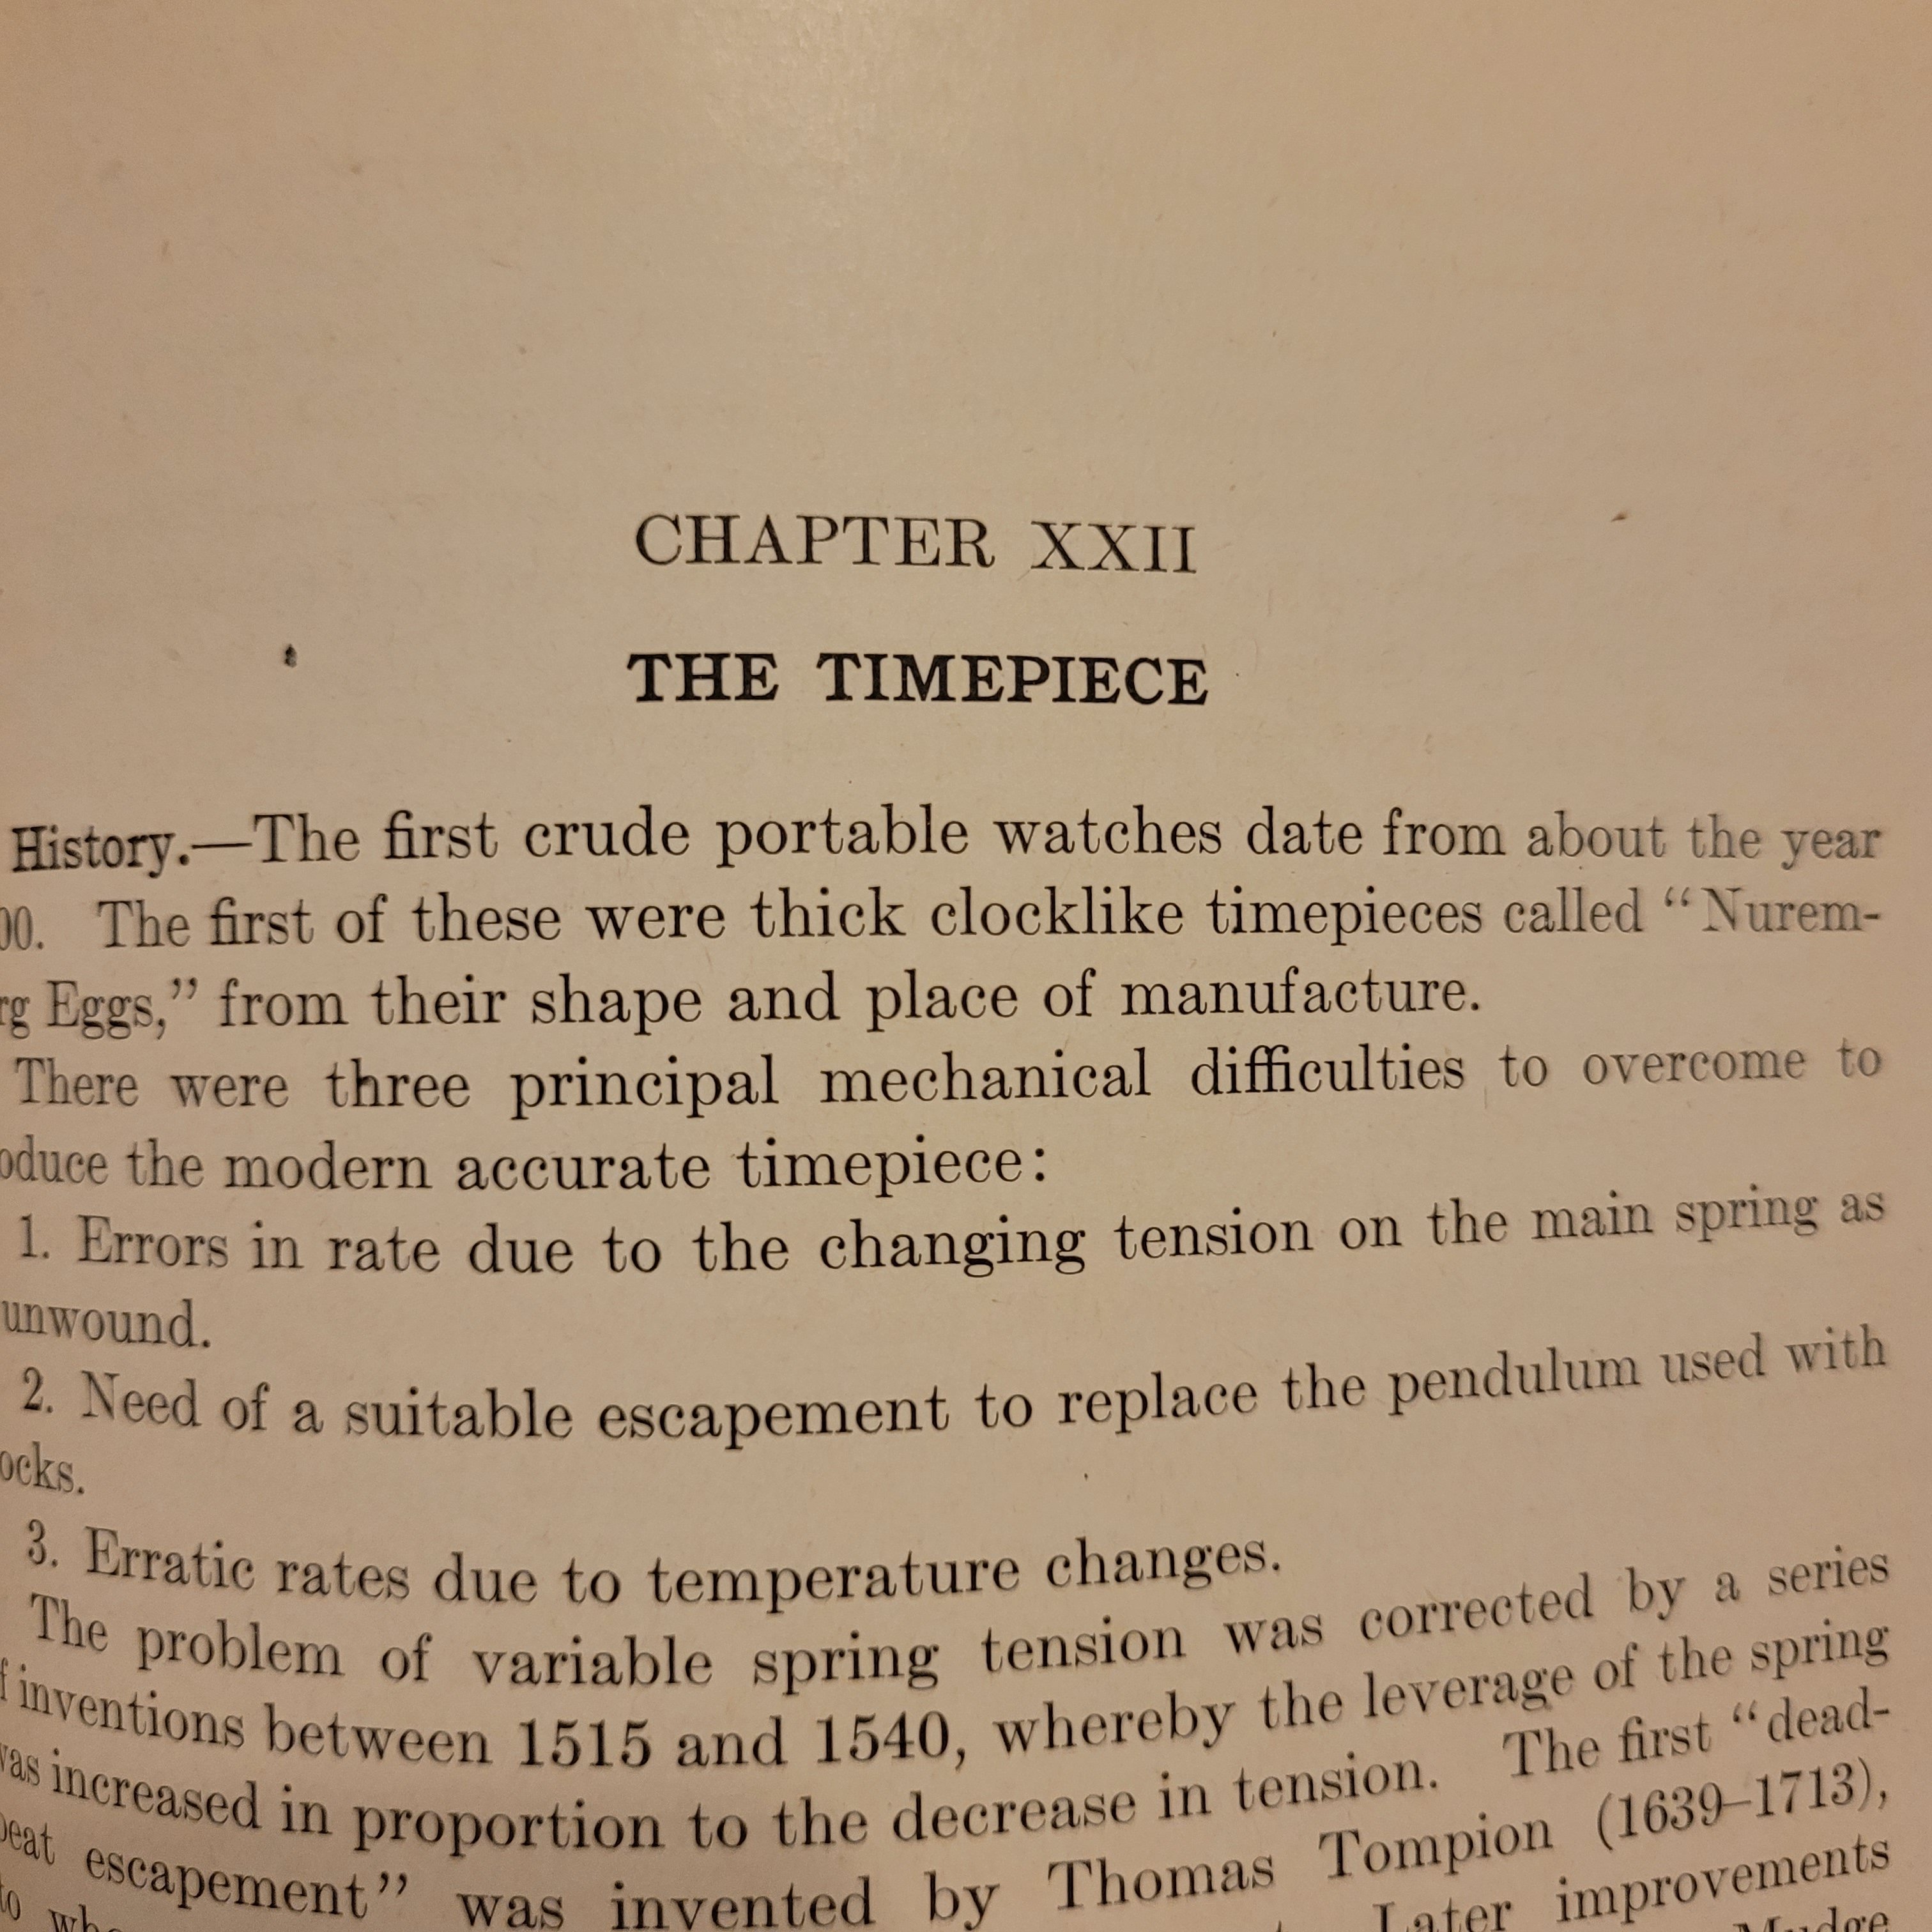 CHAPTER XXII
THE TIMEPIECE
History.—The first crude portable watches date from about the year
00. The first of these were thick clocklike timepieces called “Nurem-
rg Eggs,” from their shape and place of manufacture.
There were three principal mechanical difficulties to overcome to
oduce the modern accurate timepiece:
1. Errors in rate due to the changing tension on the main spring as
unwound.
2. Need of a suitable escapement to replace the pendulum used with
ocks.
3. Erratic rates due to temperature changes.
The problem of variable spring tension was corrected by a series
f inventions between 1515 and 1540, whereby the leverage of the spring
was increased in proportion to the decrease in tension. The first “dead-
beat escapement” was invented by Thomas Tompion (1639–1713),
to Later improvements
Mudge